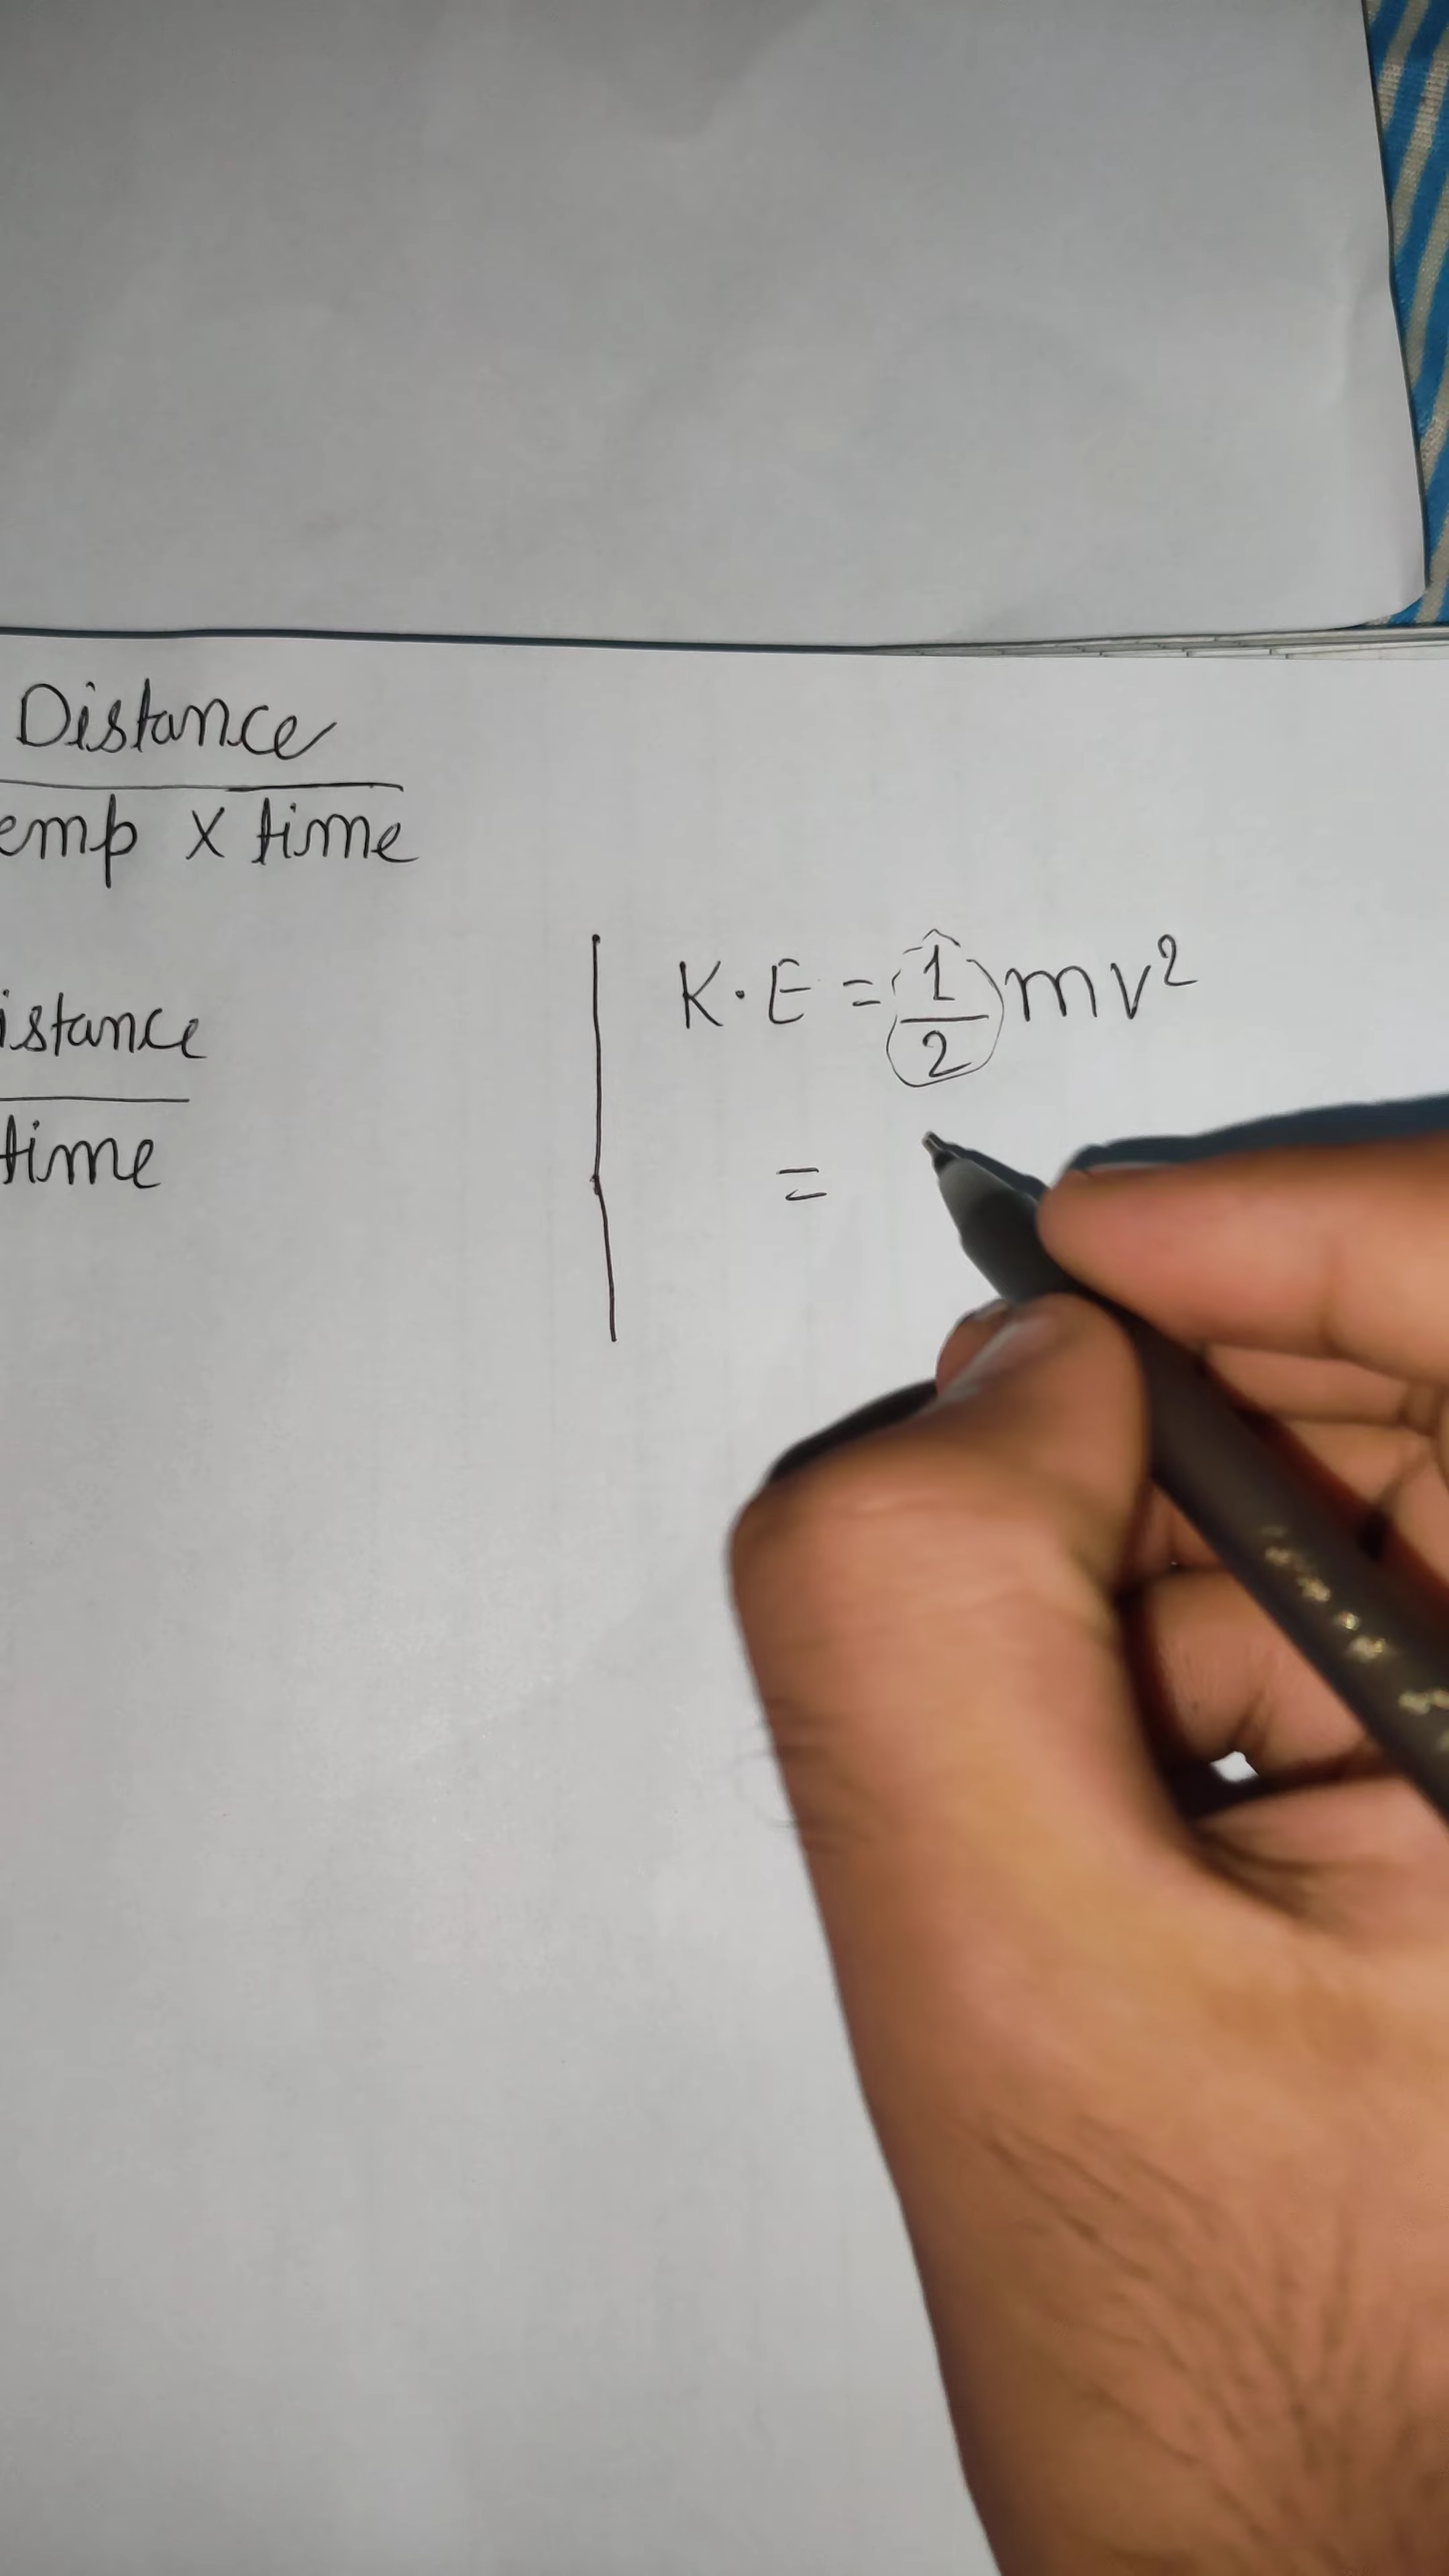 Distance
emp × time
istance
time
K·E = 1/2 mv²
=